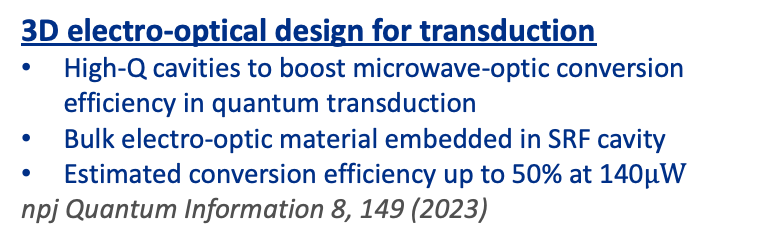 3D electro-optical design for transduction
• High-Q cavities to boost microwave-optic conversion
efficiency in quantum transduction
• Bulk electro-optic material embedded in SRF cavity
• Estimated conversion efficiency up to 50% at 140μW
npj Quantum Information 8, 149 (2023)